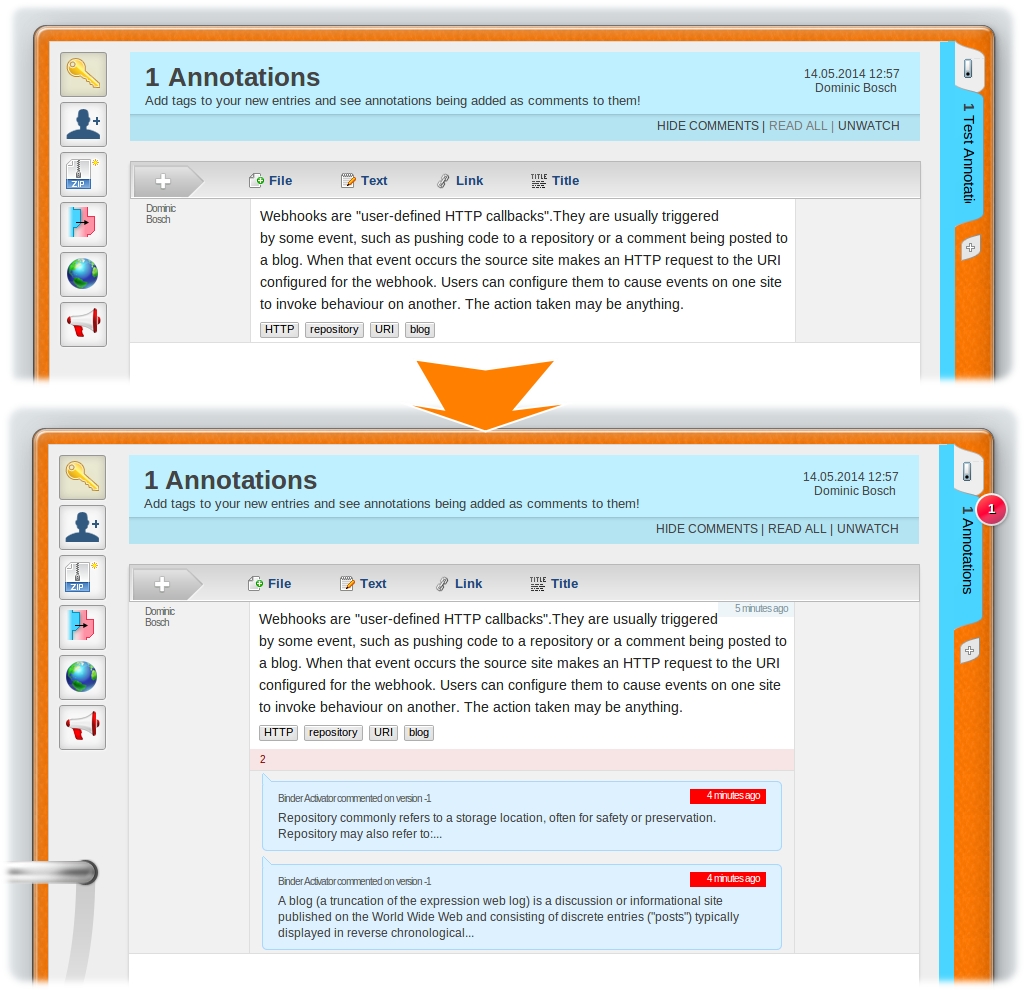 1 Annotations
Add tags to your new entries and see annotations being added as comments to them!
14.05.2014 12:57
Dominic Bosch
HIDE COMMENTS | READ ALL | UNWATCH
1 Test Annotati
ZIP
File Text Link TITLE Title
Dominic
Bosch
Webhooks are "user-defined HTTP callbacks".They are usually triggered
by some event, such as pushing code to a repository or a comment being posted to
a blog. When that event occurs the source site makes an HTTP request to the URI
configured for the webhook. Users can configure them to cause events on one site
to invoke behaviour on another. The action taken may be anything.
HTTP repository URI blog
1 Annotations
Add tags to your new entries and see annotations being added as comments to them!
14.05.2014 12:57
Dominic Bosch
HIDE COMMENTS | READ ALL | UNWATCH
1
1 Annotations
ZIP
File Text Link TITLE Title
Dominic
Bosch
5 minutes ago
Webhooks are "user-defined HTTP callbacks".They are usually triggered
by some event, such as pushing code to a repository or a comment being posted to
a blog. When that event occurs the source site makes an HTTP request to the URI
configured for the webhook. Users can configure them to cause events on one site
to invoke behaviour on another. The action taken may be anything.
HTTP repository URI blog
2
Binder Activator commented on version -1 4 minutes ago
Repository commonly refers to a storage location, often for safety or preservation.
Repository may also refer to:...
Binder Activator commented on version -1 4 minutes ago
A blog (a truncation of the expression web log) is a discussion or informational site
published on the World Wide Web and consisting of discrete entries ("posts") typically
displayed in reverse chronological...